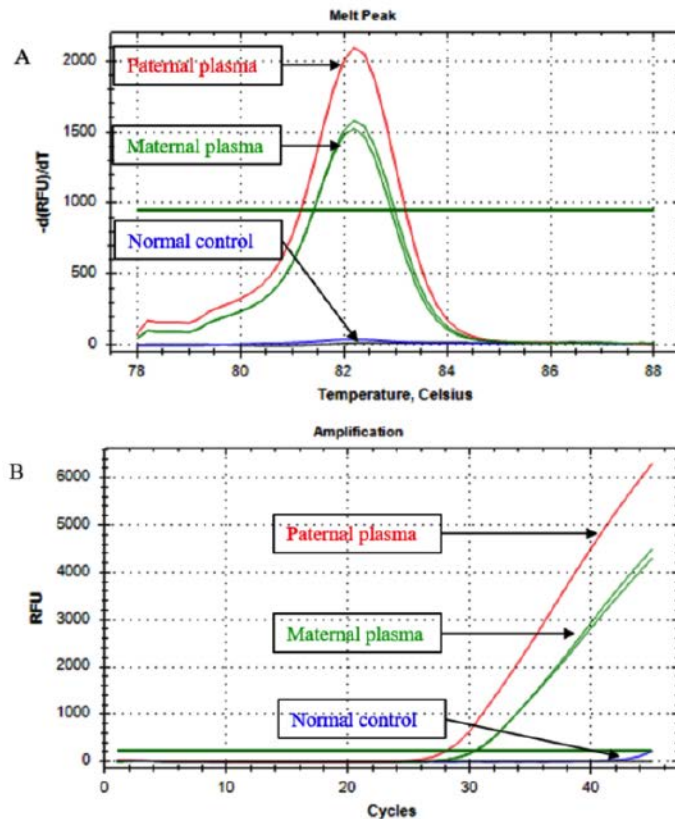 Melt Peak
A
2000
1500
1000
500
0
-d(RFU)/dT
Paternal plasma
Maternal plasma
Normal control
78
80
82
84
86
88
Temperature, Celsius
Amplification
B
6000
5000
4000
3000
2000
1000
0
RFU
Paternal plasma
Maternal plasma
Normal control
0
10
20
30
40
Cycles